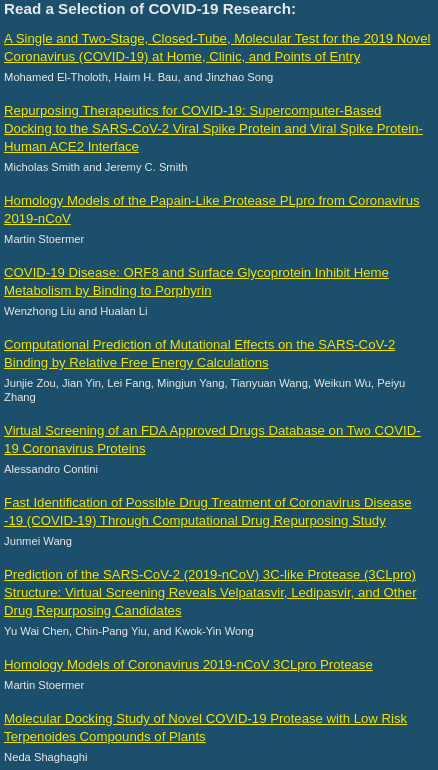 Read a Selection of COVID-19 Research:
A Single and Two-Stage, Closed-Tube, Molecular Test for the 2019 Novel
Coronavirus (COVID-19) at Home, Clinic, and Points of Entry
Mohamed El-Tholoth, Haim H. Bau, and Jinzhao Song
Repurposing Therapeutics for COVID-19: Supercomputer-Based
Docking to the SARS-CoV-2 Viral Spike Protein and Viral Spike Protein-
Human ACE2 Interface
Micholas Smith and Jeremy C. Smith
Homology Models of the Papain-Like Protease PLpro from Coronavirus
2019-nCoV
Martin Stoermer
COVID-19 Disease: ORF8 and Surface Glycoprotein Inhibit Heme
Metabolism by Binding to Porphyrin
Wenzhong Liu and Hualan Li
Computational Prediction of Mutational Effects on the SARS-CoV-2
Binding by Relative Free Energy Calculations
Junjie Zou, Jian Yin, Lei Fang, Mingjun Yang, Tianyuan Wang, Weikun Wu, Peiyu
Zhang
Virtual Screening of an FDA Approved Drugs Database on Two COVID-
19 Coronavirus Proteins
Alessandro Contini
Fast Identification of Possible Drug Treatment of Coronavirus Disease
-19 (COVID-19) Through Computational Drug Repurposing Study
Junmei Wang
Prediction of the SARS-CoV-2 (2019-nCoV) 3C-like Protease (3CLpro)
Structure: Virtual Screening Reveals Velpatasvir, Ledipasvir, and Other
Drug Repurposing Candidates
Yu Wai Chen, Chin-Pang Yiu, and Kwok-Yin Wong
Homology Models of Coronavirus 2019-nCoV 3CLpro Protease
Martin Stoermer
Molecular Docking Study of Novel COVID-19 Protease with Low Risk
Terpenoides Compounds of Plants
Neda Shaghaghi